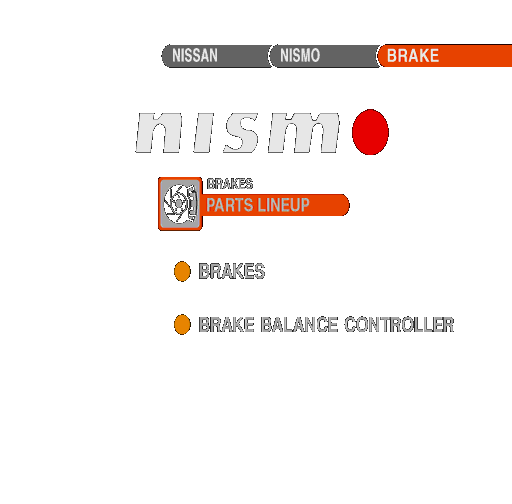 NISSAN NISMO BRAKE
nismo
BRAKES
PARTS LINEUP
BRAKES
BRAKE BALANCE CONTROLLER